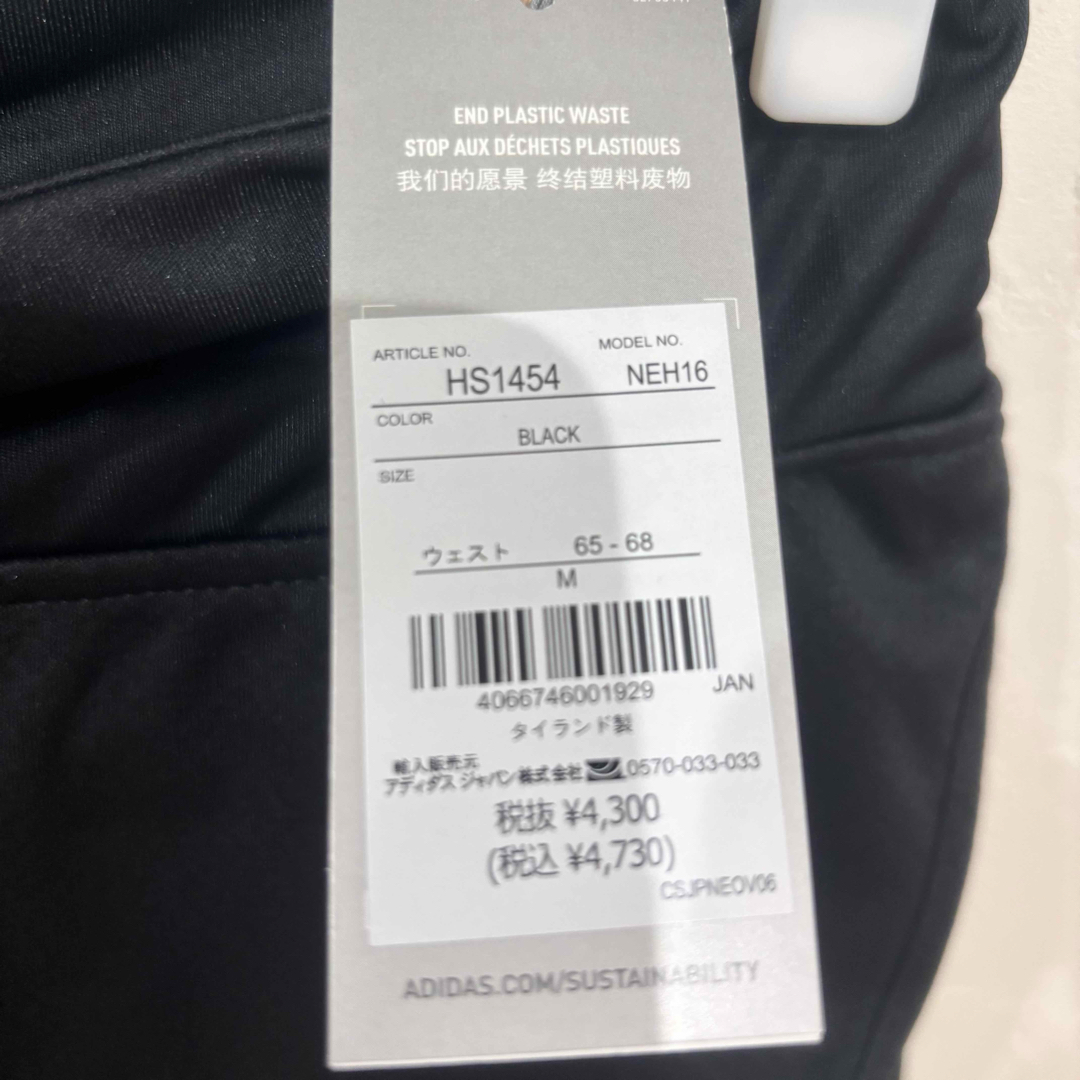 END PLASTIC WASTE
STOP AUX DÉCHETS PLASTIQUES
我们的愿景 终结塑料废物
ARTICLE NO. MODEL NO.
HS1454 NEH16
COLOR
BLACK
SIZE
ウェスト 65 - 68
M
4066746001929 JAN
タイランド製
輸入販売元
アディダス ジャパン株式会社 0570-033-033
税抜 ¥4,300
(税込 ¥4,730)
CSJPNEOV06
ADIDAS.COM/SUSTAINABILITY